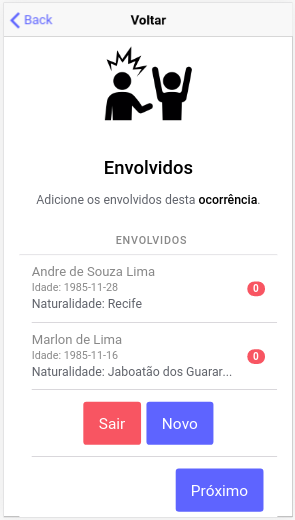 Back
Voltar
Envolvidos
Adicione os envolvidos desta ocorrência.
ENVOLVIDOS
Andre de Souza Lima
Idade: 1985-11-28
0
Naturalidade: Recife
Marlon de Lima
Idade: 1985-11-16
0
Naturalidade: Jaboatão dos Guarar...
Sair
Novo
Próximo